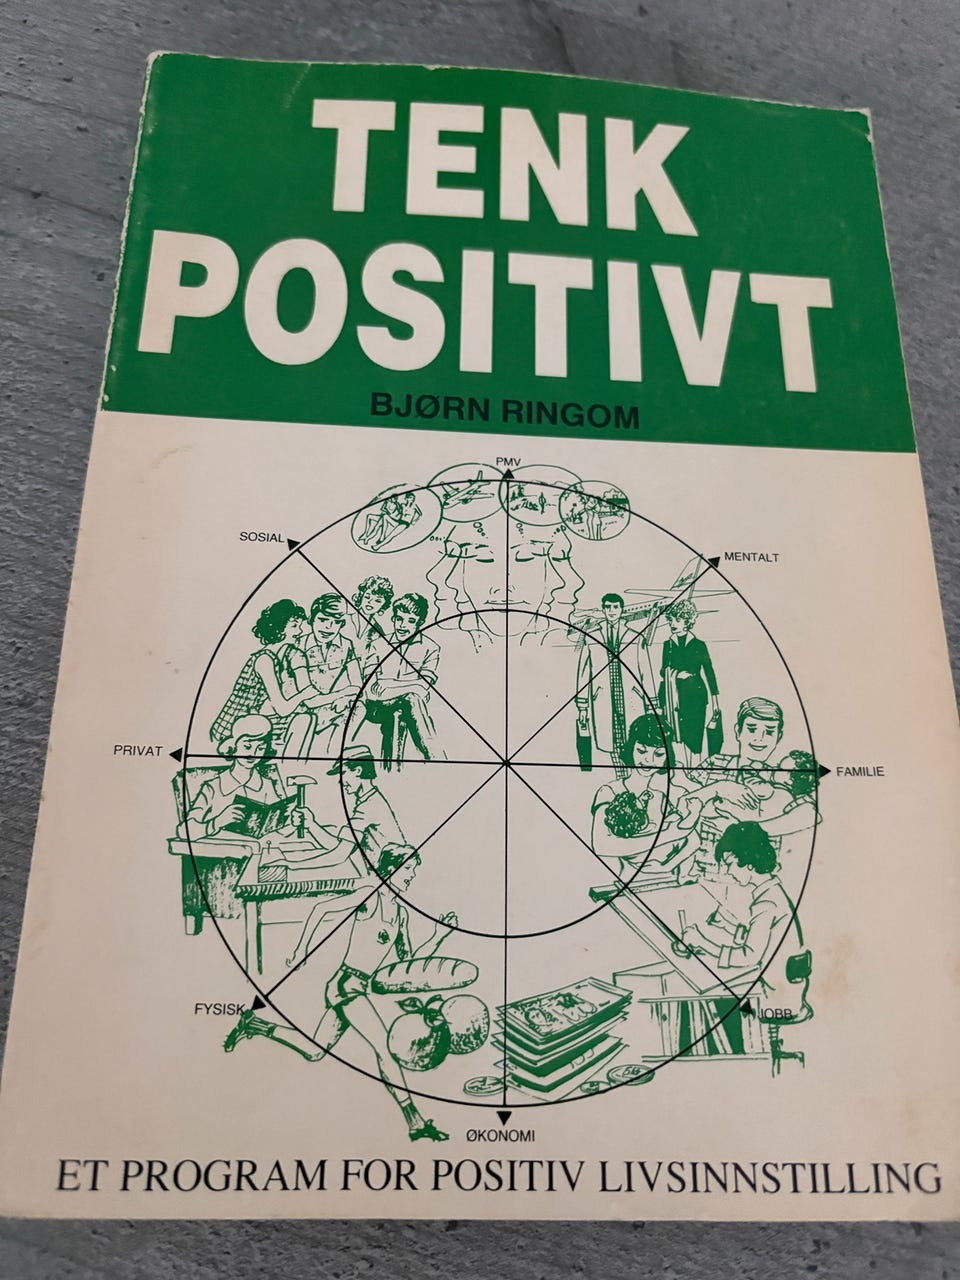 TENK
POSITIVT
BJØRN RINGOM
PMV
SOSIAL
MENTALT
PRIVAT
FAMILIE
FYSISK
JOBB
ØKONOMI
ET PROGRAM FOR POSITIV LIVSINNSTILLING